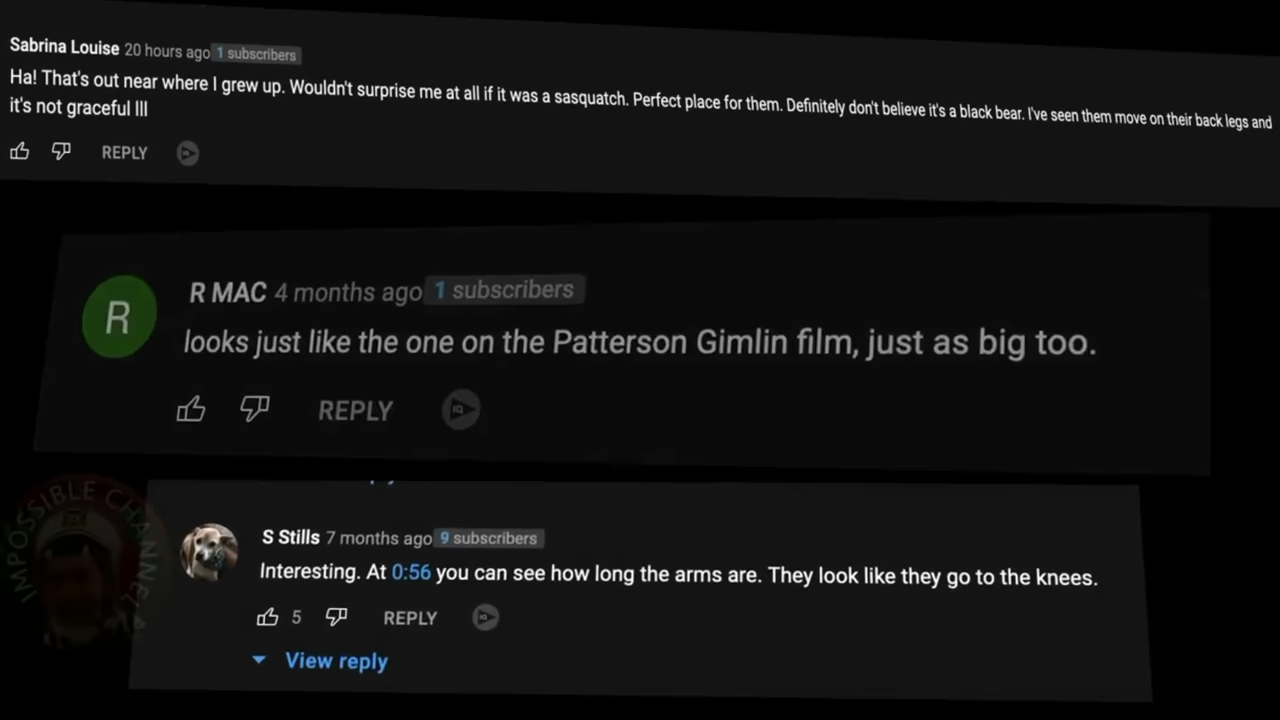 Sabrina Louise 20 hours ago 1 subscribers
Ha! That's out near where I grew up. Wouldn't surprise me at all if it was a sasquatch. Perfect place for them. Definitely don't believe it's a black bear. I've seen them move on their back legs and
it's not graceful lll
REPLY
R
R MAC 4 months ago 1 subscribers
looks just like the one on the Patterson Gimlin film, just as big too.
REPLY
IQ
IMPOSSIBLE CHANNEL
S Stills 7 months ago 9 subscribers
Interesting. At 0:56 you can see how long the arms are. They look like they go to the knees.
5 REPLY
View reply